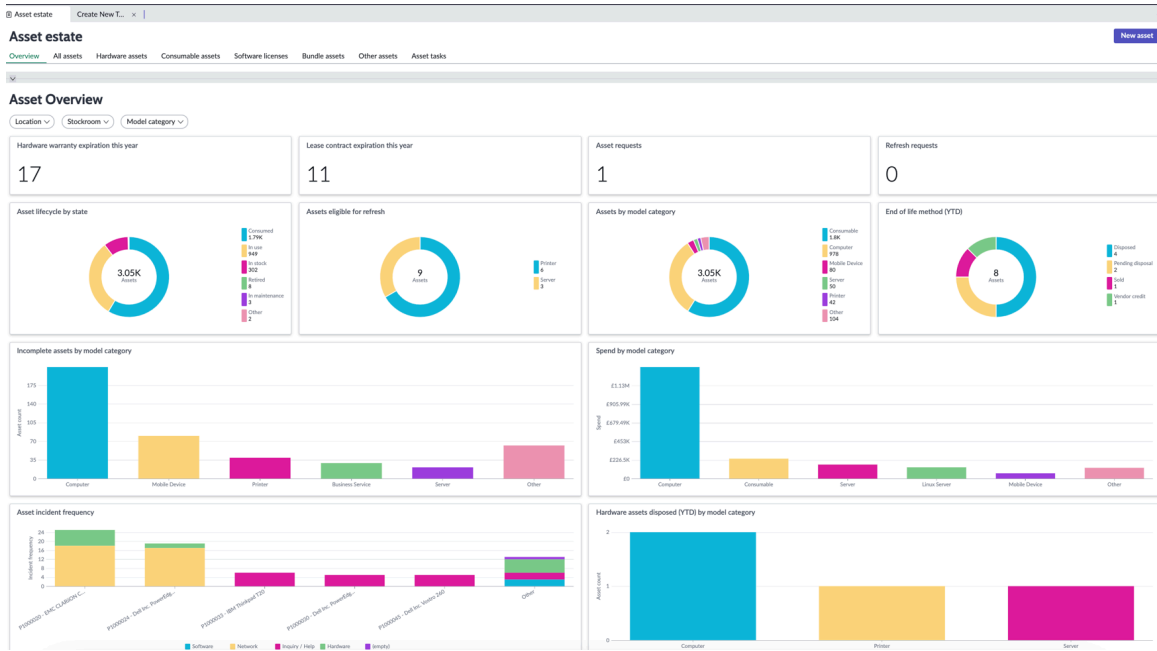 Asset estate
Create New T... ×
Asset estate
New asset
Overview All assets Hardware assets Consumable assets Software licenses Bundle assets Other assets Asset tasks
Asset Overview
Location Stockroom Model category
Hardware warranty expiration this year
17
Lease contract expiration this year
11
Asset requests
1
Refresh requests
0
Asset lifecycle by state
3.05K
Assets
Consumed
1.79K
In use
949
In stock
302
Retired
8
In maintenance
3
Other
2
Assets eligible for refresh
9
Assets
Printer
6
Server
3
Assets by model category
3.05K
Assets
Consumable
1.8K
Computer
978
Mobile Device
80
Server
50
Printer
42
Other
104
End of life method (YTD)
8
Assets
Disposed
4
Pending disposal
2
Sold
1
Vendor credit
1
Incomplete assets by model category
Asset count
175
140
105
70
35
0
Computer Mobile Device Printer Business Service Server Other
Spend by model category
Spend
£1.13M
£905.99K
£679.49K
£453K
£226.5K
£0
Computer Consumable Server Linux Server Mobile Device Other
Asset incident frequency
Incident frequency
24
20
16
12
8
4
0
P1000020 - EMC CLARION C...
P1000024 - Dell Inc. PowerEdg...
P1000033 - IBM Thinkpad T20
P1000030 - Dell Inc. PowerEdg...
P1000045 - Dell Inc. Vostro 260
Other
Software Network Inquiry / Help Hardware (empty)
Hardware assets disposed (YTD) by model category
Asset count
2
1
0
Computer Printer Server